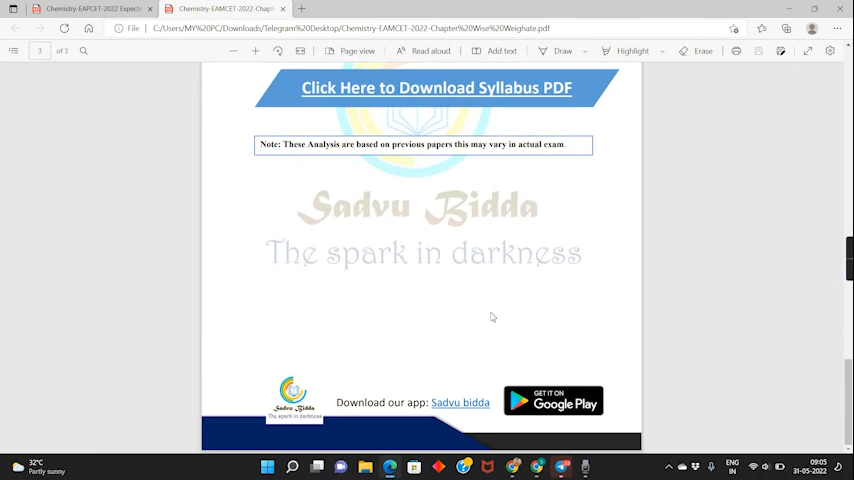 Chemistry-EAPCET-2022 Expecte
Chemistry-EAMCET-2022-Chapt
File
C:/Users/MY%20PC/Downloads/Telegram%20Desktop/Chemistry-EAMCET-2022-Chapter%20Wise%20Weighate.pdf
3 of 3
Page view
Read aloud
Add text
Draw
Highlight
Erase
Click Here to Download Syllabus PDF
Note: These Analysis are based on previous papers this may vary in actual exam.
Sadvu Bidda
The spark in darkness
Sadvu Bidda
The spark in darkness
Download our app: Sadvu bidda
GET IT ON
Google Play
32°C
Partly sunny
ENG
IN
09:05
31-05-2022